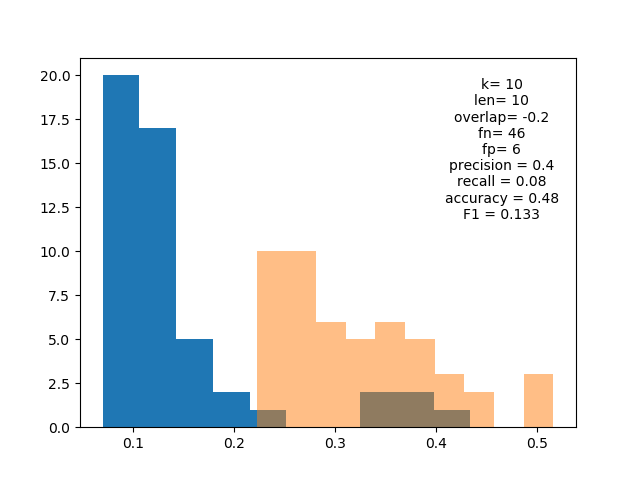 20.0
17.5
15.0
12.5
10.0
7.5
5.0
2.5
0.0
k= 10
len= 10
overlap= -0.2
fn= 46
fp= 6
precision = 0.4
recall = 0.08
accuracy = 0.48
F1 = 0.133
0.1 0.2 0.3 0.4 0.5